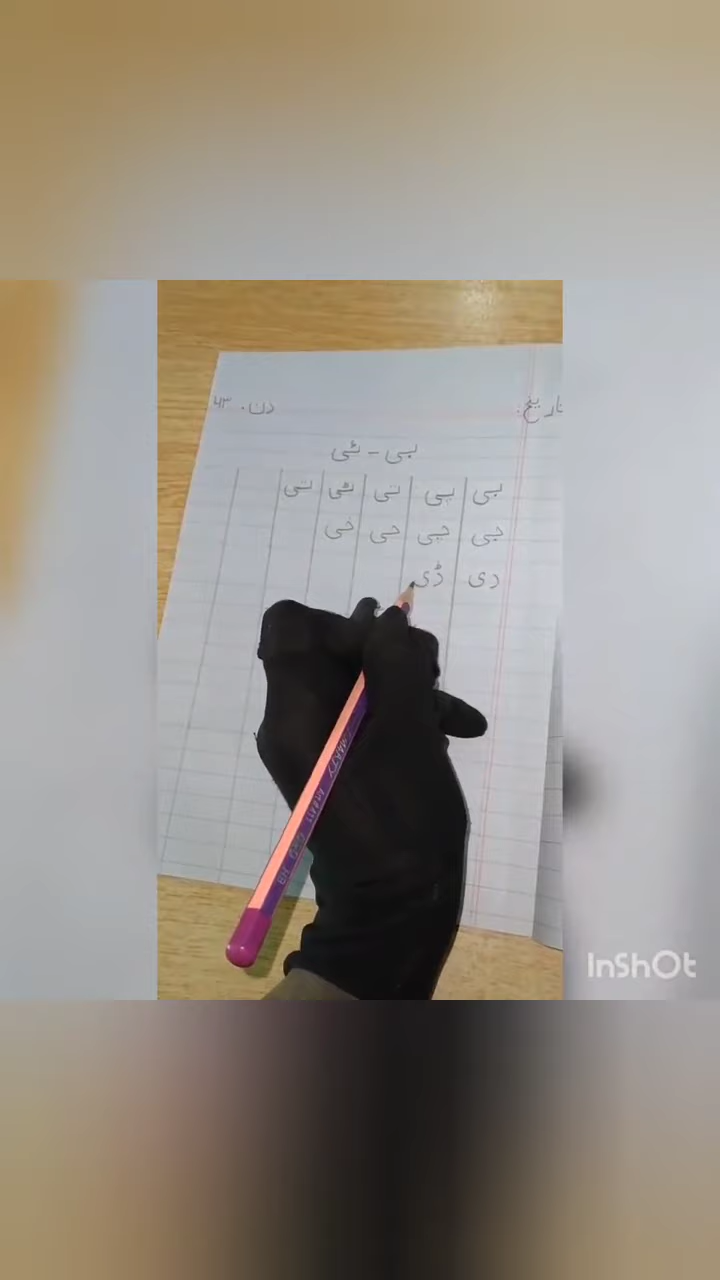 تاریخ: دن. ۴۳
بی - ٹی
بی پی تی ٹی ثی
جی چی حی خی
دی ڈی
InShOt